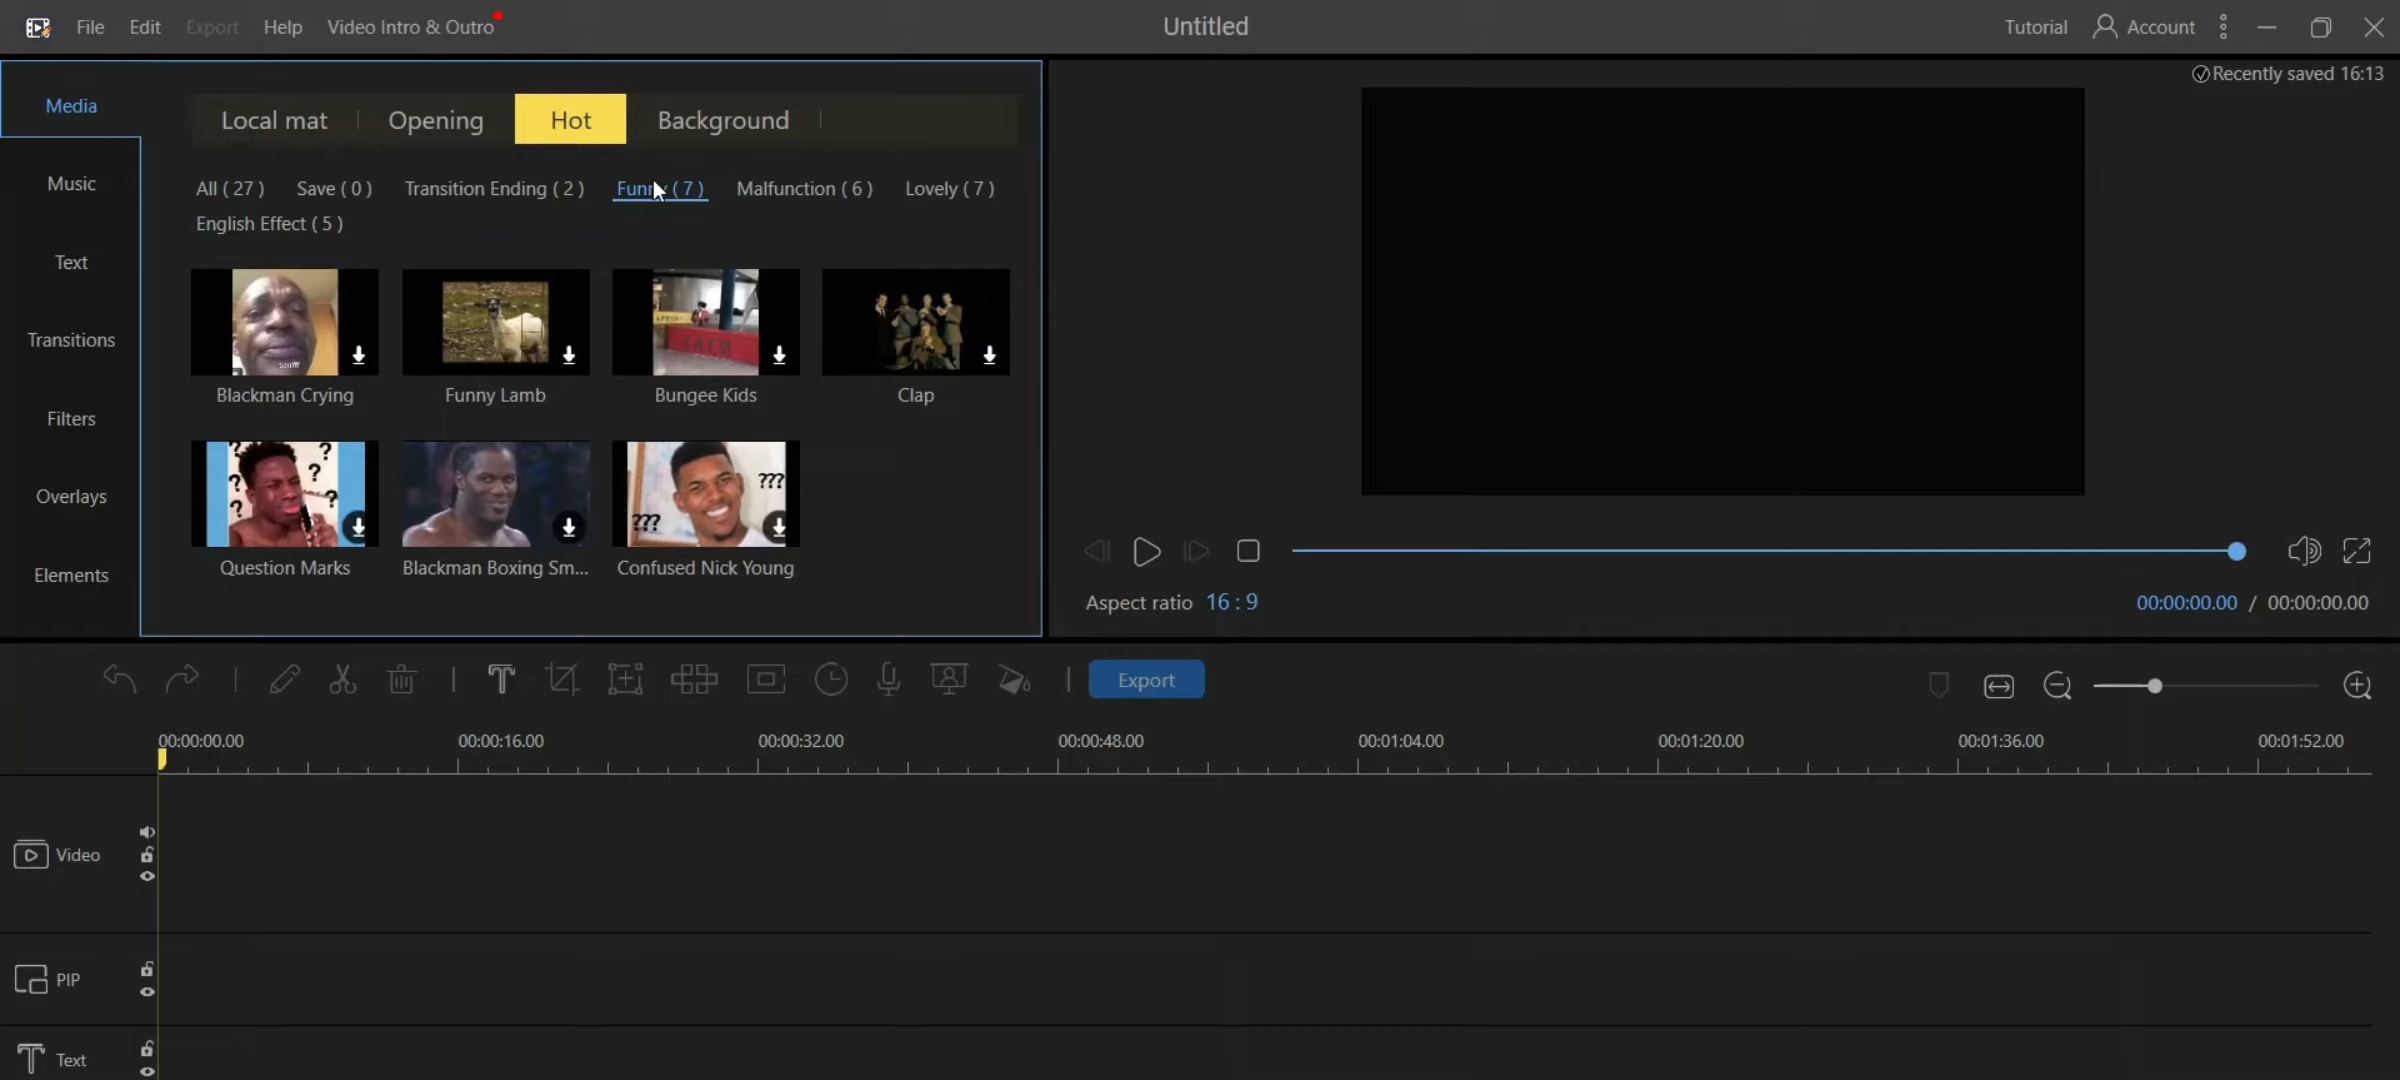 File Edit Export Help Video Intro & Outro Untitled Tutorial Account
Recently saved 16:13
Media
Local mat Opening Hot Background
Music
All ( 27 ) Save ( 0 ) Transition Ending ( 2 ) Funny ( 7 ) Malfunction ( 6 ) Lovely ( 7 )
English Effect ( 5 )
Text
Transitions
Filters
Overlays
Elements
Blackman Crying Funny Lamb Bungee Kids Clap
? ? ? ? ? ? ??? ???
Question Marks Blackman Boxing Sm... Confused Nick Young
Aspect ratio 16 : 9 00:00:00.00 / 00:00:00.00
Export
00:00:00.00 00:00:16.00 00:00:32.00 00:00:48.00 00:01:04.00 00:01:20.00 00:01:36.00 00:01:52.00
Video
PIP
Text